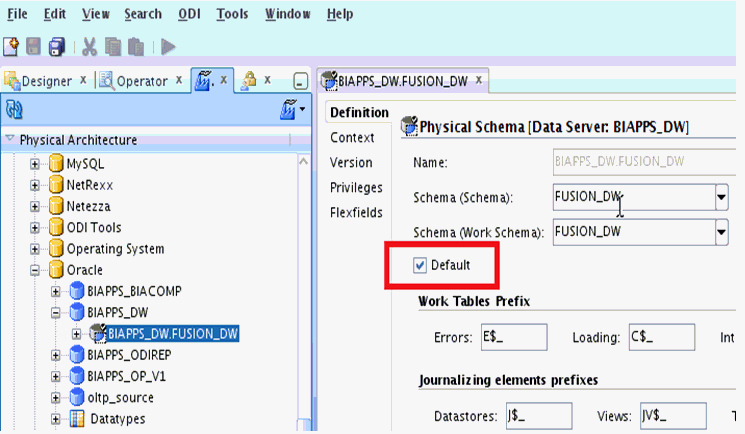 File Edit View Search ODI Tools Window Help
Designer x Operator x x x BIAPPS_DW.FUSION_DW x
Physical Architecture
MySQL
NetRexx
Netezza
ODI Tools
Operating System
Oracle
BIAPPS_BIACOMP
BIAPPS_DW
BIAPPS_DW.FUSION_DW
BIAPPS_ODIREP
BIAPPS_OP_V1
oltp_source
Datatypes
Definition
Context
Version
Privileges
Flexfields
Physical Schema [Data Server: BIAPPS_DW]
Name: BIAPPS_DW.FUSION_DW
Schema (Schema): FUSION_DW
Schema (Work Schema): FUSION_DW
Default
Work Tables Prefix
Errors: E$_ Loading: C$_ Int
Journalizing elements prefixes
Datastores: J$_ Views: JV$_ T